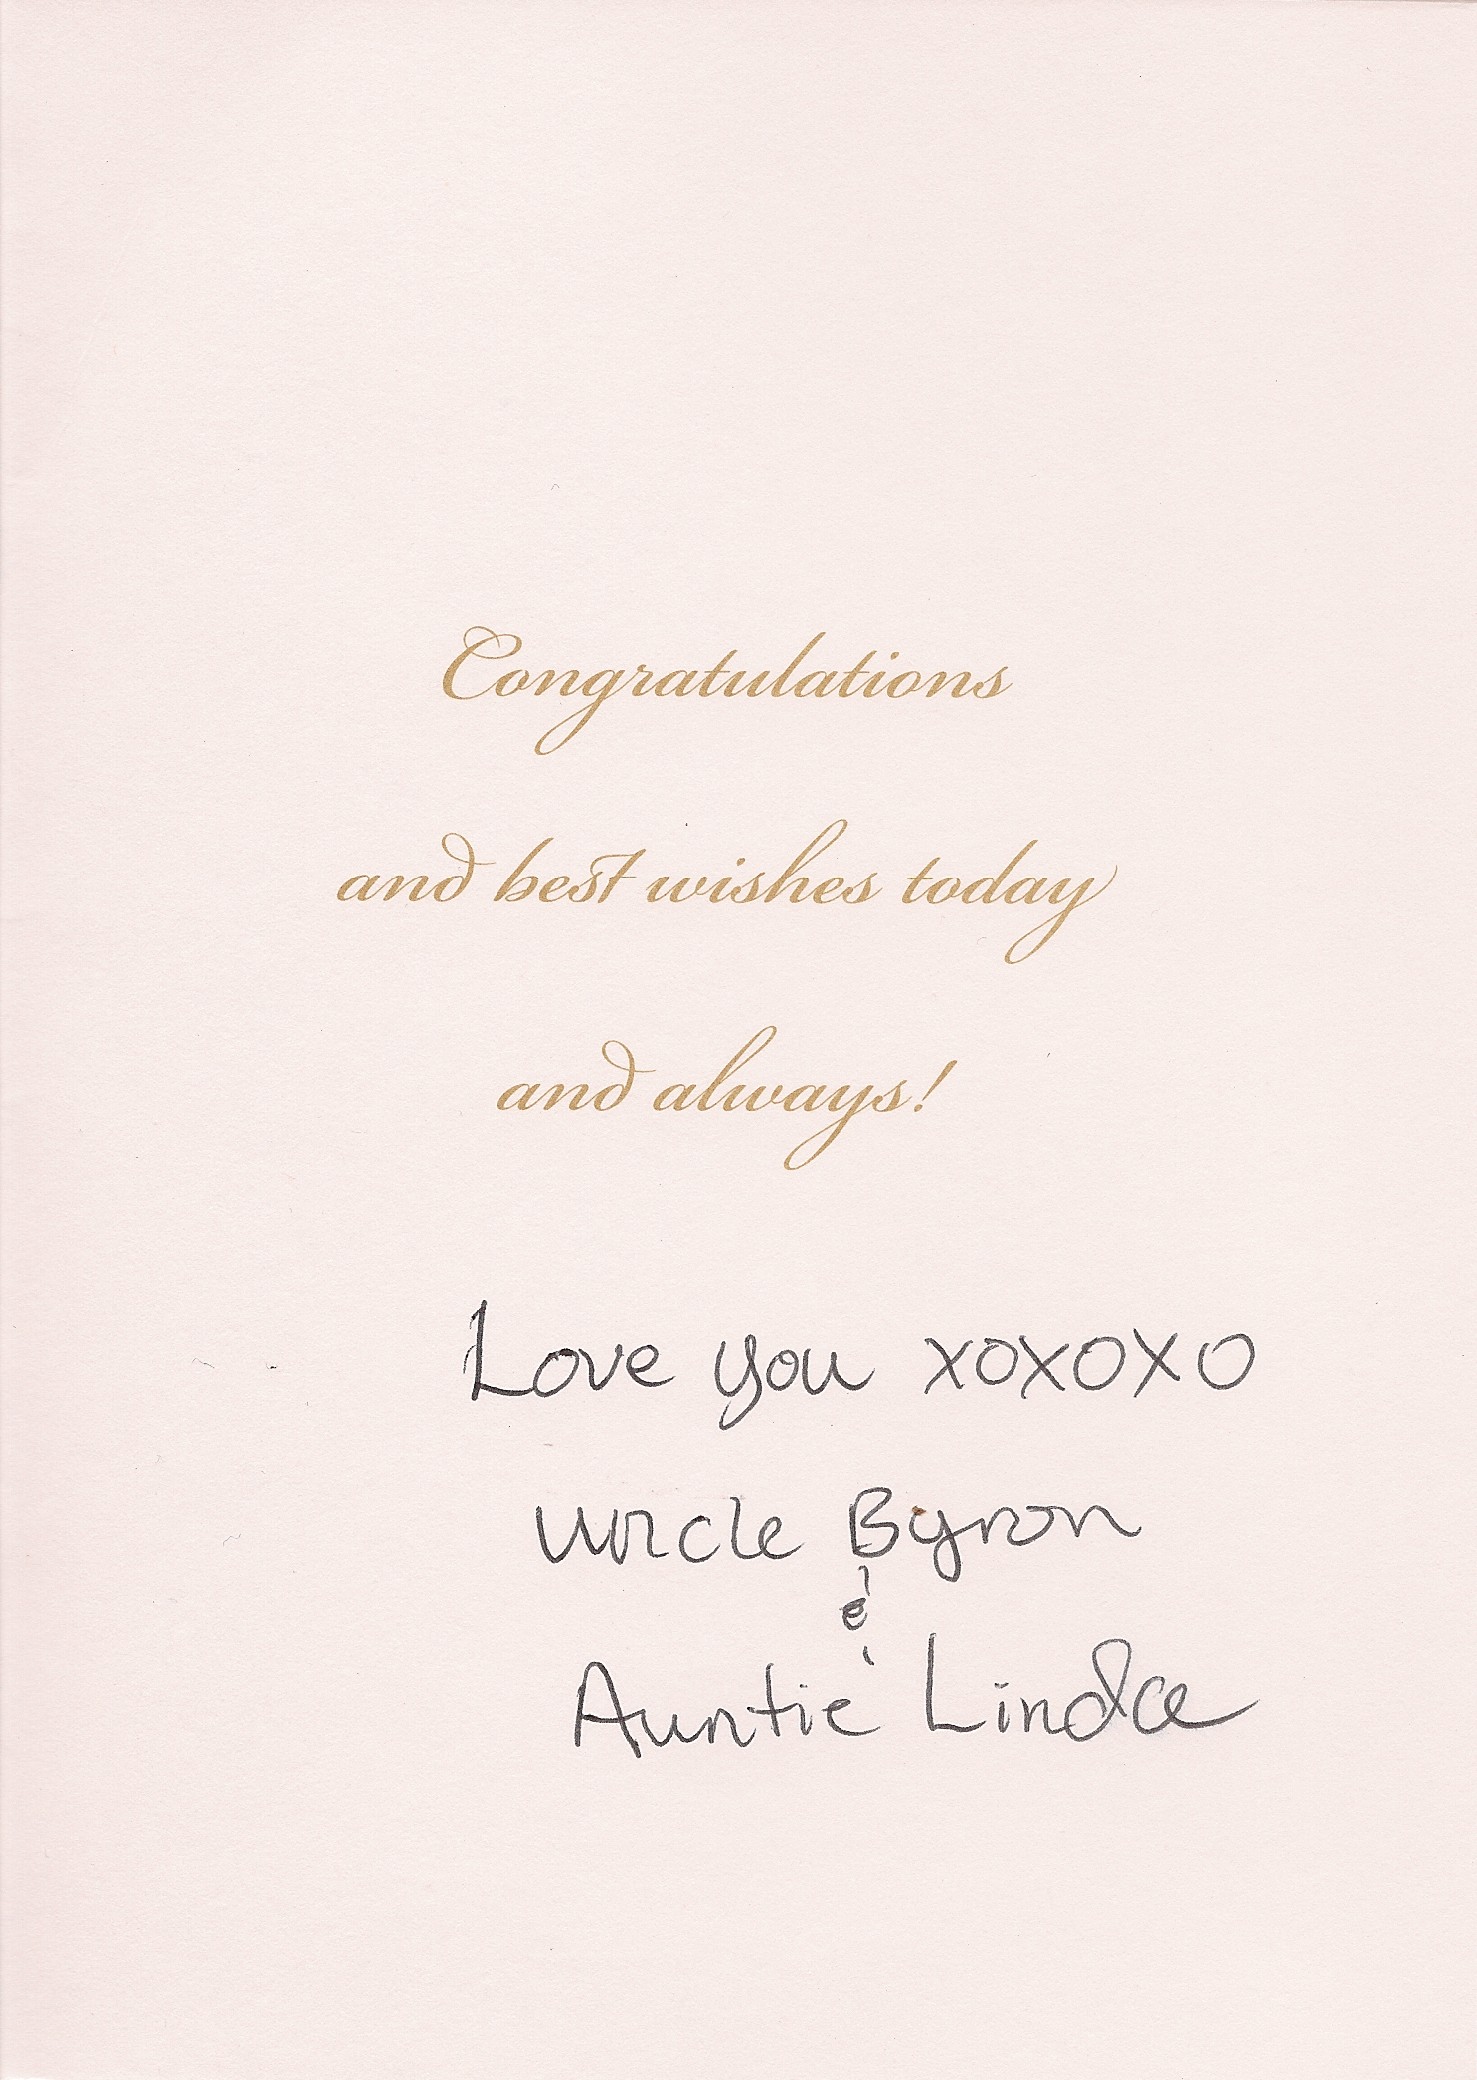 Congratulations
and best wishes today
and always!
Love you xoxoxo
Uncle Byron
&
Auntie Linda